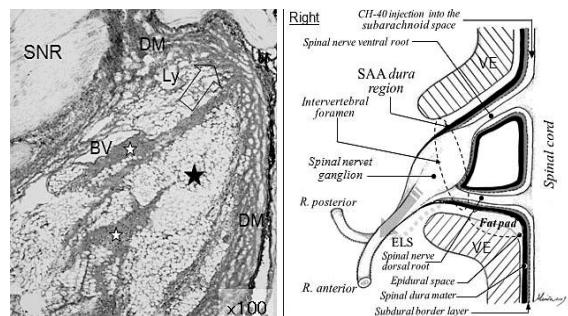 SNR
DM
Ly
BV
DM
x100
Right
CH-40 injection into the
subarachnoid space
Spinal nerve ventral root
VE
SAA dura
region
Intervertebral
foramen
Spinal nervet
ganglion
Spinal cord
R. posterior
Fat pad
ELS
VE
Spinal nerve
dorsal root
R. anterior
Epidural space
Spinal dura mater
Subdural border layer